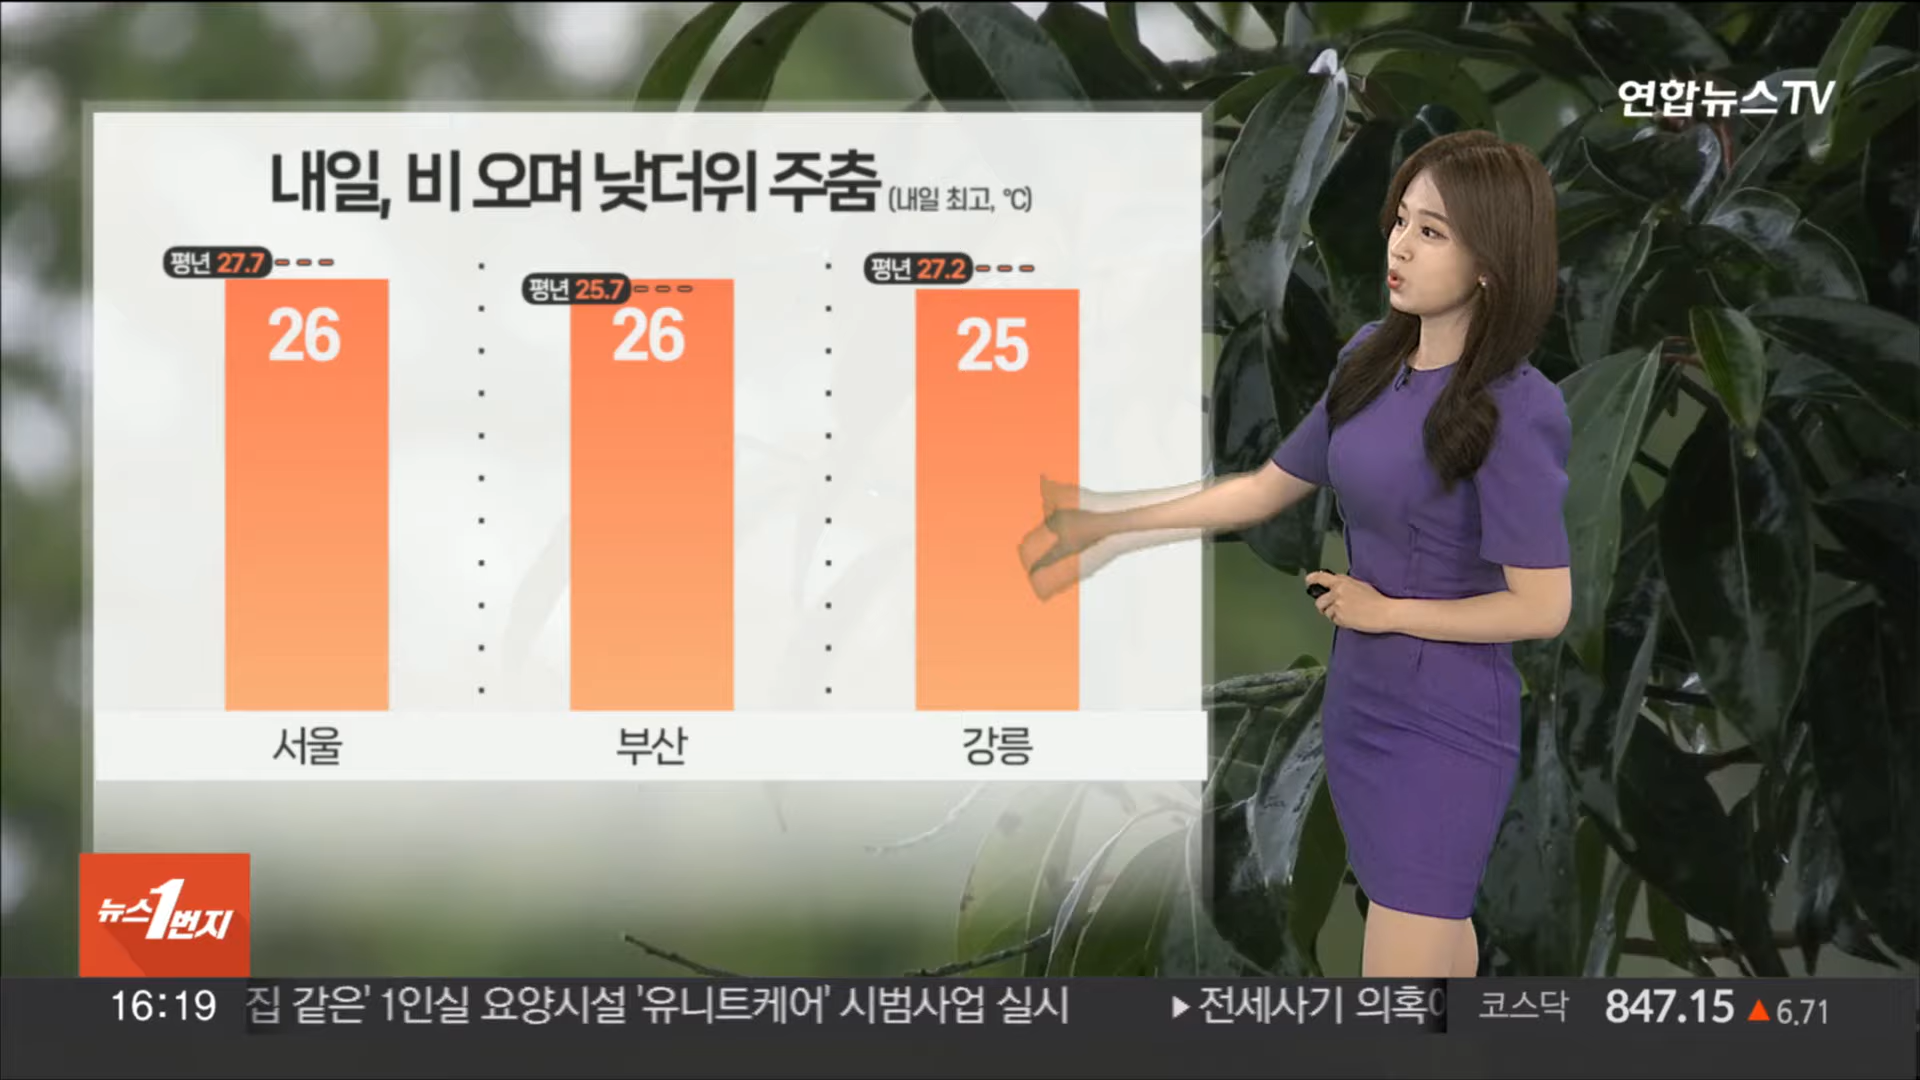 연합뉴스TV
내일, 비 오며 낮더위 주춤 (내일 최고, ℃)
평년 27.7
평년 25.7
평년 27.2
26
26
25
서울
부산
강릉
뉴스1번지
16:19
집 같은' 1인실 요양시설 '유니트케어' 시범사업 실시
▶전세사기 의혹
코스닥 847.15 ▲6.71